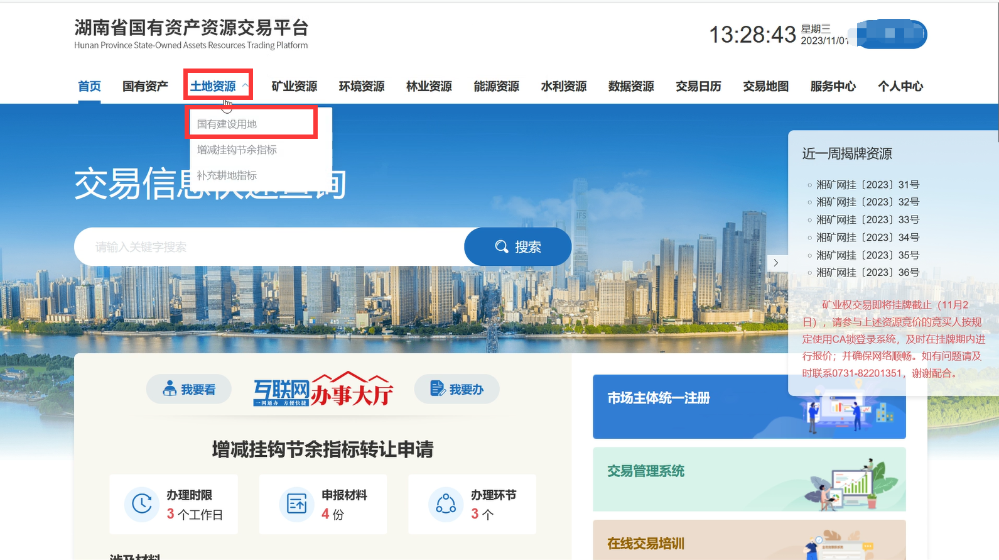 湖南省国有资产资源交易平台
Hunan Province State-Owned Assets Resources Trading Platform
13:28:43
星期三
2023/11/01
首页 国有资产 土地资源 矿业资源 环境资源 林业资源 能源资源 水利资源 数据资源 交易日历 交易地图 服务中心 个人中心
国有建设用地
增减挂钩节余指标
补充耕地指标
交易信息快速查询
请输入关键字搜索
搜索
IFS
近一周揭牌资源
湘矿网挂〔2023〕31号
湘矿网挂〔2023〕32号
湘矿网挂〔2023〕33号
湘矿网挂〔2023〕34号
湘矿网挂〔2023〕35号
湘矿网挂〔2023〕36号
矿业权交易即将挂牌截止（11月2
日），请参与上述资源竞价的竞买人按规
定使用CA锁登录系统，及时在挂牌期内进
行报价；并确保网络顺畅。如有问题请及
时联系0731-82201351，谢谢配合。
我要看
互联网办事大厅
一网通办 方便快捷
我要办
增减挂钩节余指标转让申请
办理时限
3 个工作日
申报材料
4 份
办理环节
3 个
涉及材料
市场主体统一注册
交易管理系统
在线交易培训